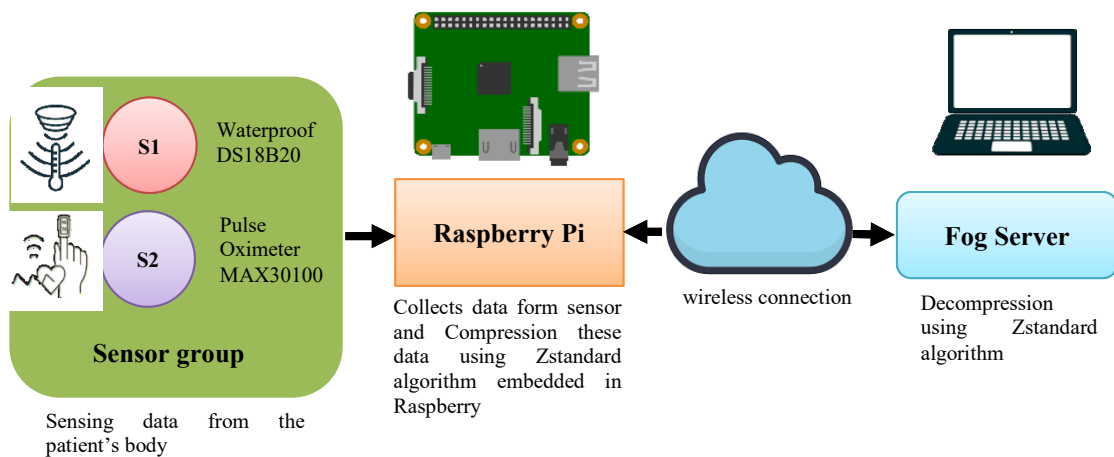 S1
Waterproof
DS18B20
S2
Pulse
Oximeter
MAX30100
Sensor group
Sensing data from the
patient's body
Raspberry Pi
Collects data form sensor
and Compression these
data using Zstandard
algorithm embedded in
Raspberry
wireless connection
Fog Server
Decompression
using Zstandard
algorithm